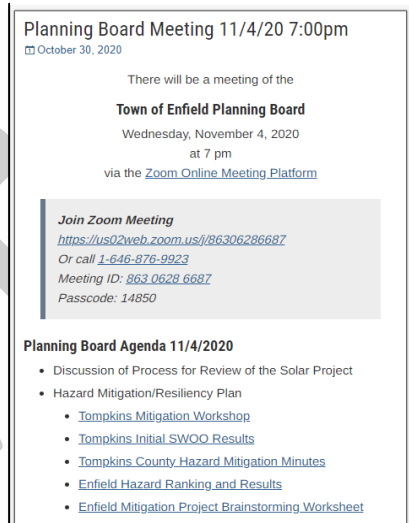 Planning Board Meeting 11/4/20 7:00pm
October 30, 2020
There will be a meeting of the
Town of Enfield Planning Board
Wednesday, November 4, 2020
at 7 pm
via the Zoom Online Meeting Platform
Join Zoom Meeting
https://us02web.zoom.us/j/86306286687
Or call 1-646-876-9923
Meeting ID: 863 0628 6687
Passcode: 14850
Planning Board Agenda 11/4/2020
• Discussion of Process for Review of the Solar Project
• Hazard Mitigation/Resiliency Plan
• Tompkins Mitigation Workshop
• Tompkins Initial SWOO Results
• Tompkins County Hazard Mitigation Minutes
• Enfield Hazard Ranking and Results
• Enfield Mitigation Project Brainstorming Worksheet